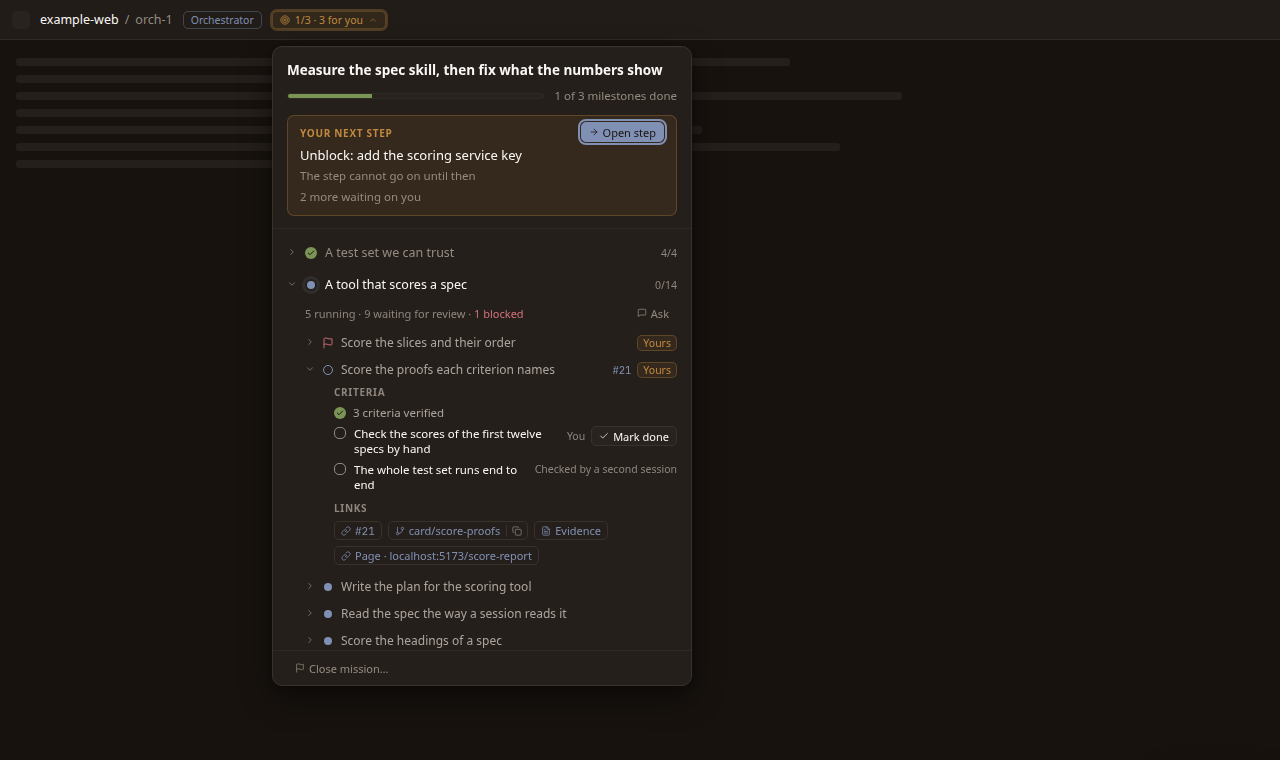 example-web / orch-1 Orchestrator 1/3 · 3 for you
Measure the spec skill, then fix what the numbers show
1 of 3 milestones done
YOUR NEXT STEP Open step
Unblock: add the scoring service key
The step cannot go on until then
2 more waiting on you
A test set we can trust 4/4
A tool that scores a spec 0/14
5 running · 9 waiting for review · 1 blocked Ask
Score the slices and their order Yours
Score the proofs each criterion names #21 Yours
CRITERIA
3 criteria verified
Check the scores of the first twelve You Mark done
specs by hand
The whole test set runs end to Checked by a second session
end
LINKS
#21 card/score-proofs Evidence
Page · localhost:5173/score-report
Write the plan for the scoring tool
Read the spec the way a session reads it
Score the headings of a spec
Close mission...